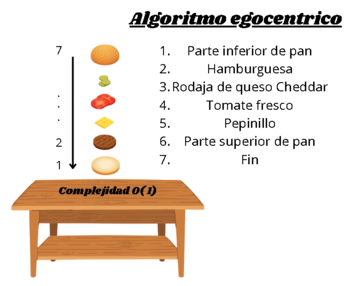 Algoritmo egocentrico
7
.
.
.
2
1
1. Parte inferior de pan
2. Hamburguesa
3. Rodaja de queso Cheddar
4. Tomate fresco
5. Pepinillo
6. Parte superior de pan
7. Fin
Complejidad O(1)